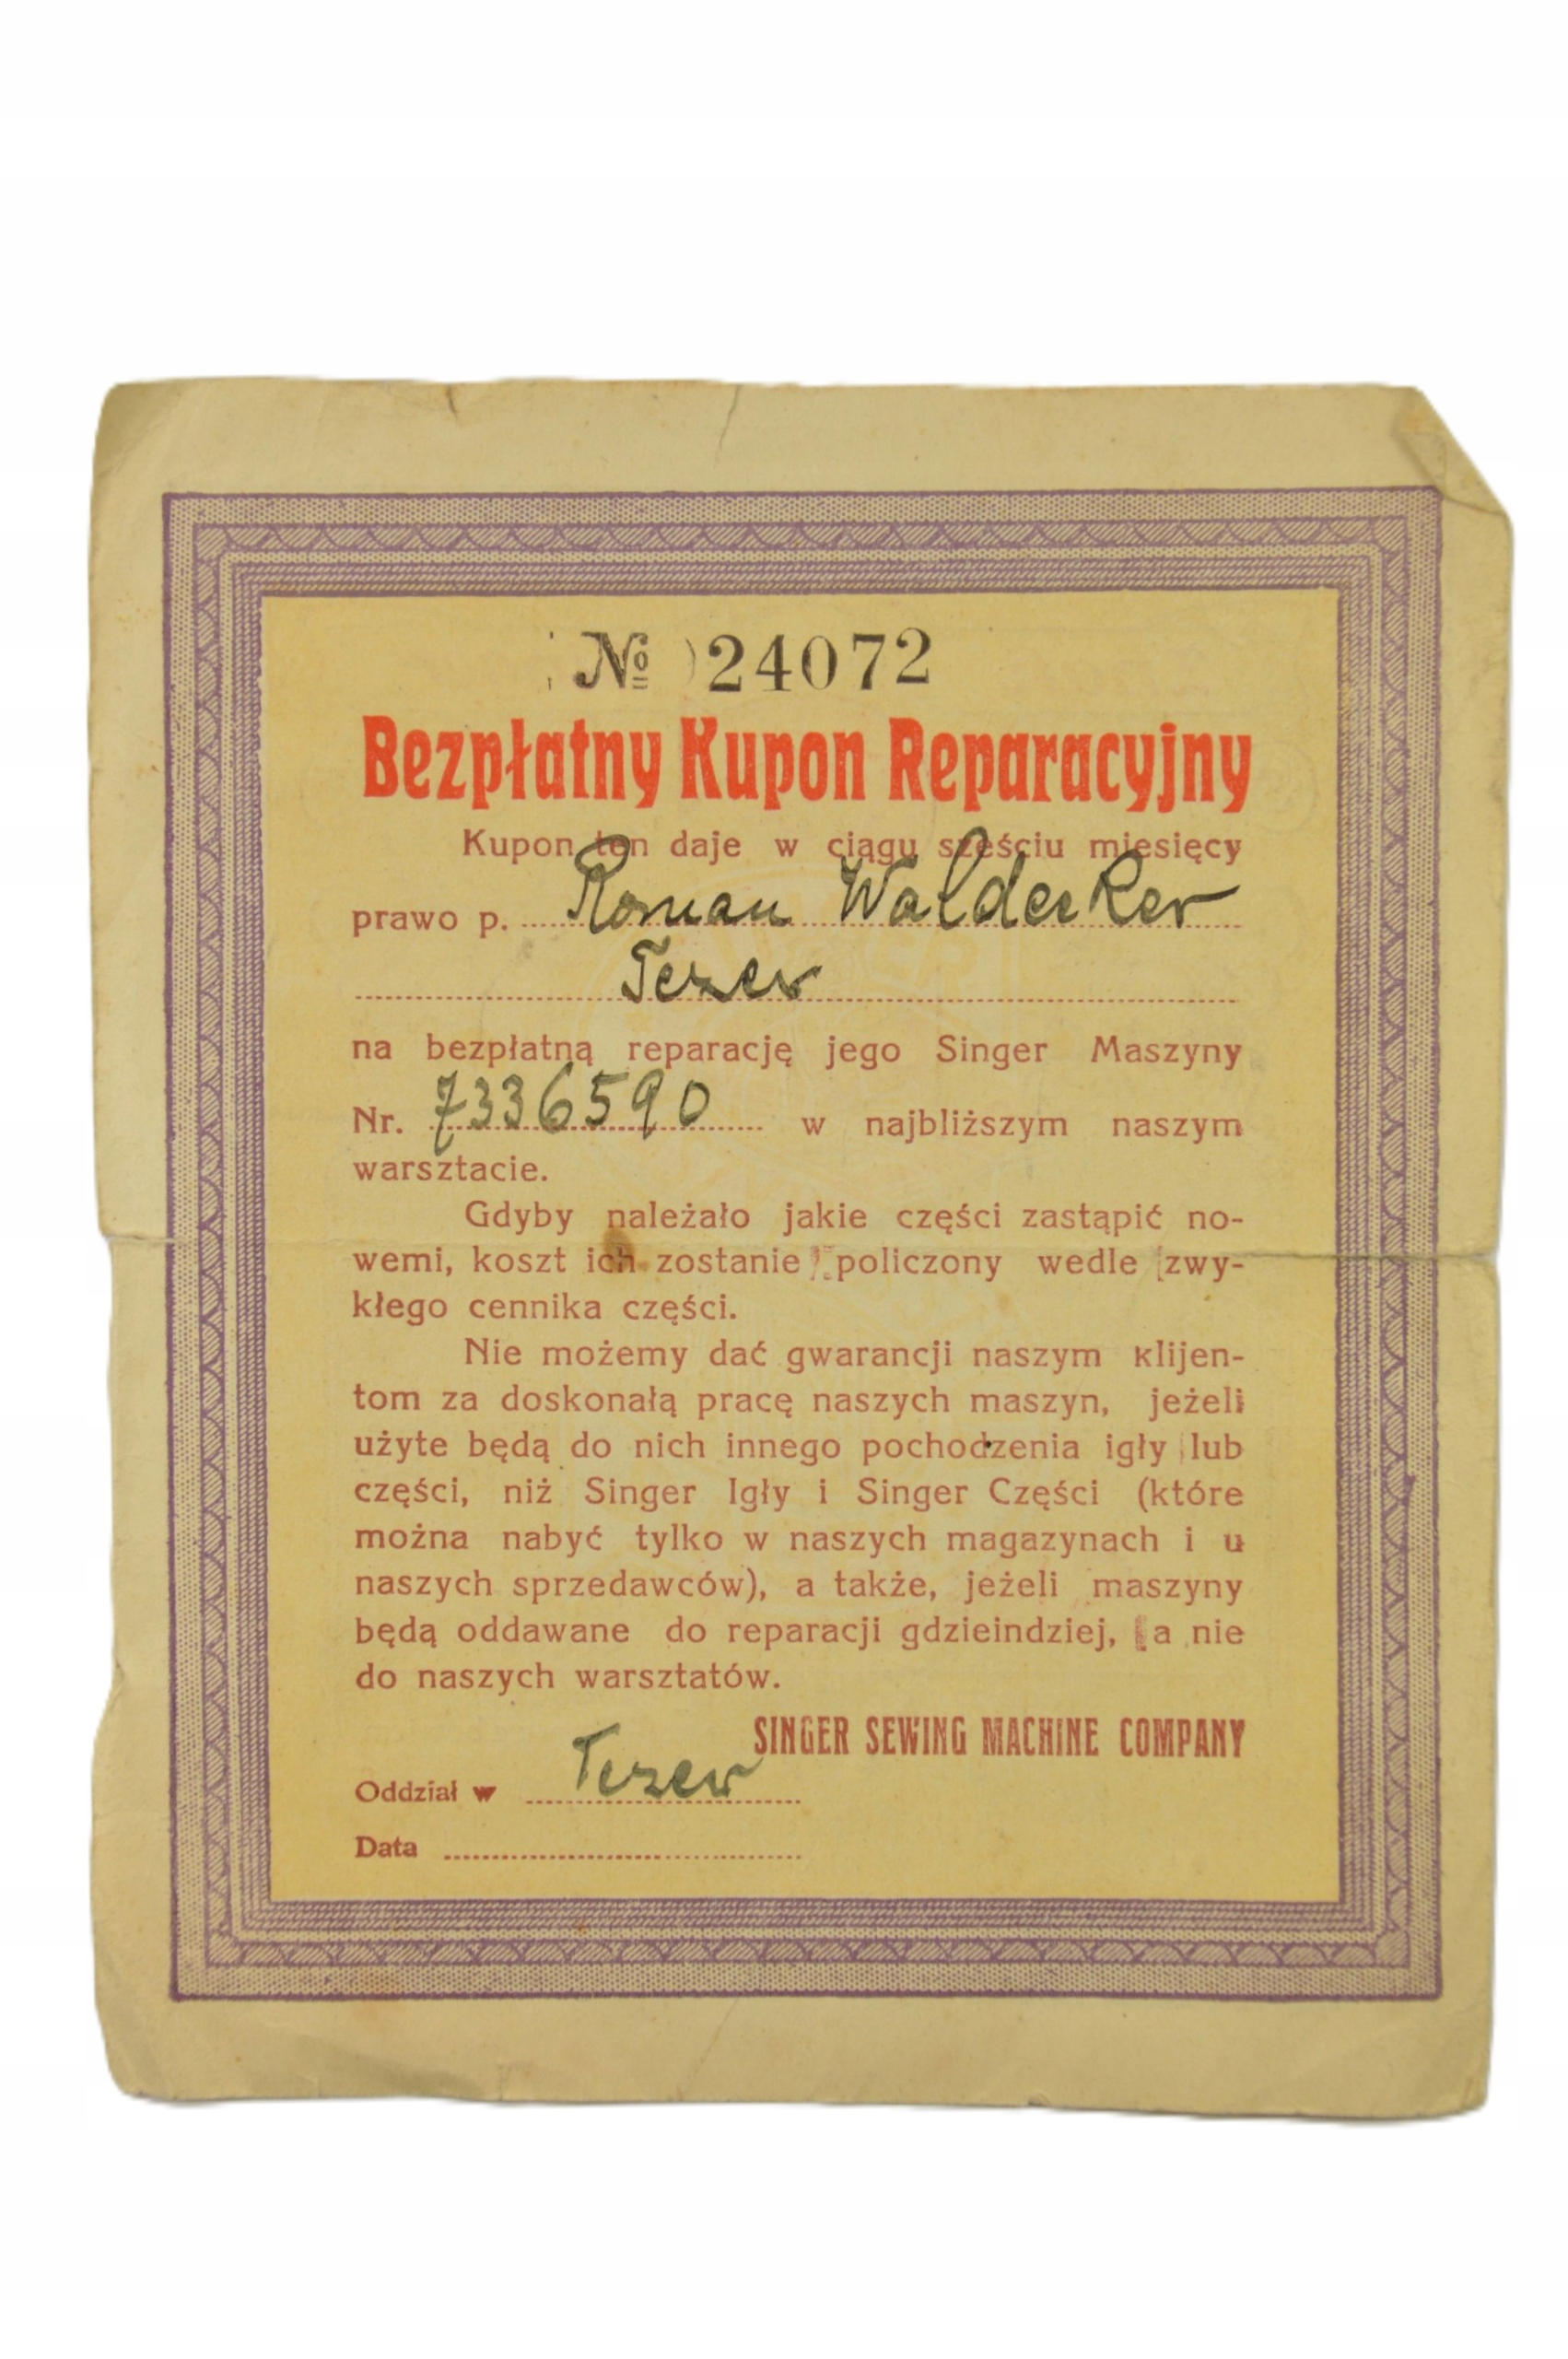 № 24072
Bezpłatny Kupon Reparacyjny
Kupon ten daje w ciągu sześciu miesięcy
prawo p. Roman Waldecker
Tczew
na bezpłatną reparację jego Singer Maszyny
Nr. 7336590 w najbliższym naszym
warsztacie.
Gdyby należało jakie części zastąpić no-
wemi, koszt ich zostanie policzony wedle zwy-
kłego cennika części.
Nie możemy dać gwarancji naszym klijen-
tom za doskonałą pracę naszych maszyn, jeżeli
użyte będą do nich innego pochodzenia igły lub
części, niż Singer Igły i Singer Części (które
można nabyć tylko w naszych magazynach i u
naszych sprzedawców), a także, jeżeli maszyny
będą oddawane do reparacji gdzieindziej, a nie
do naszych warsztatów.
SINGER SEWING MACHINE COMPANY
Oddział w Tczew
Data